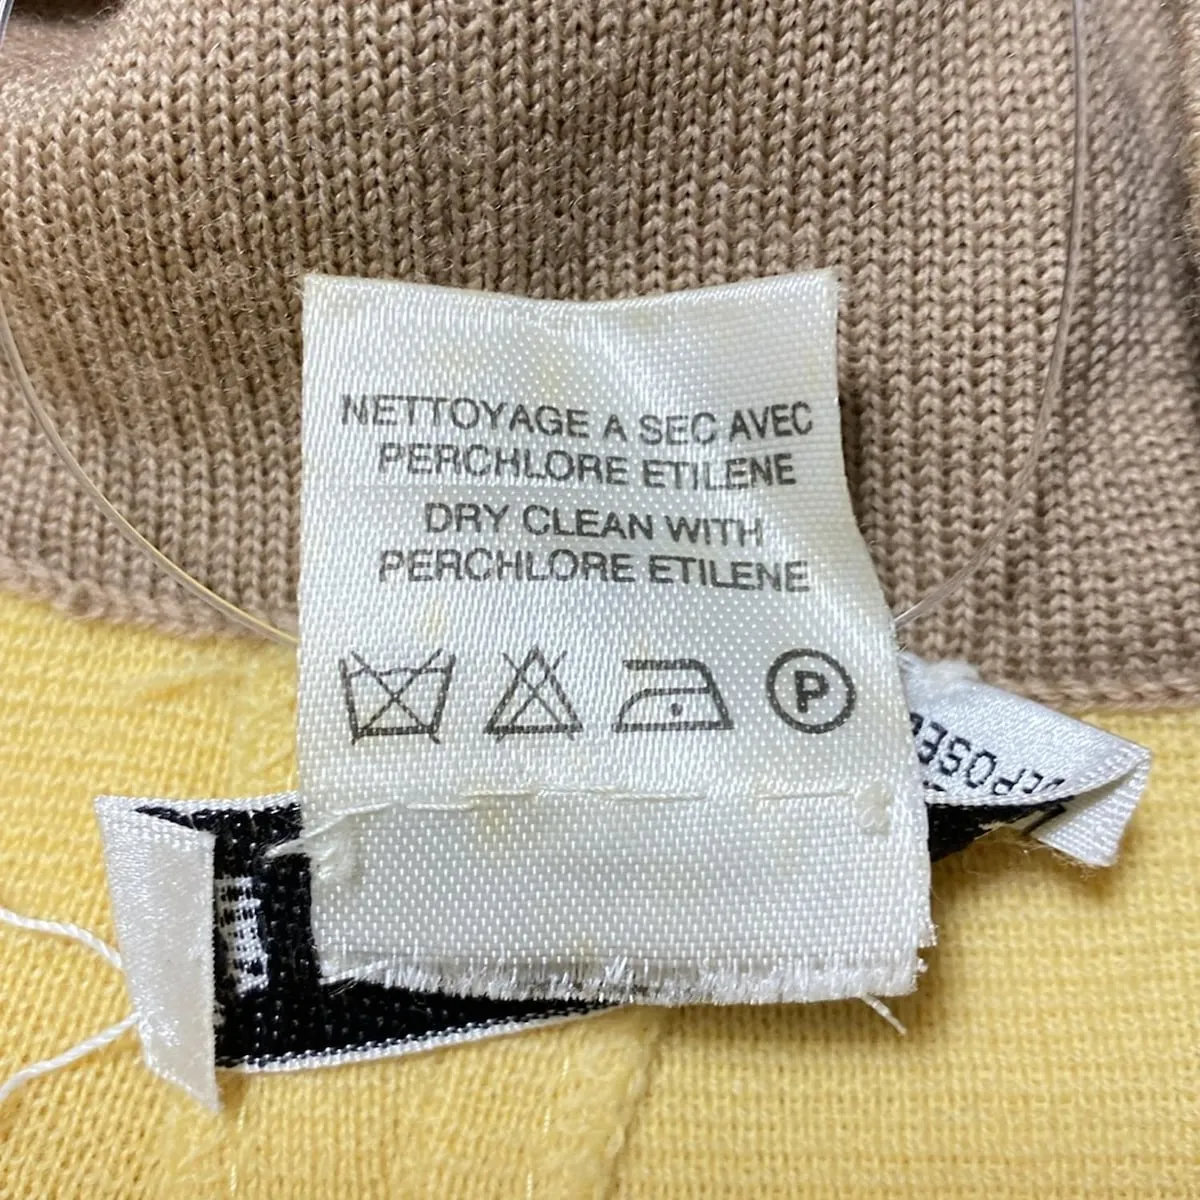 NETTOYAGE A SEC AVEC
PERCHLORE ETILENE
DRY CLEAN WITH
PERCHLORE ETILENE
P